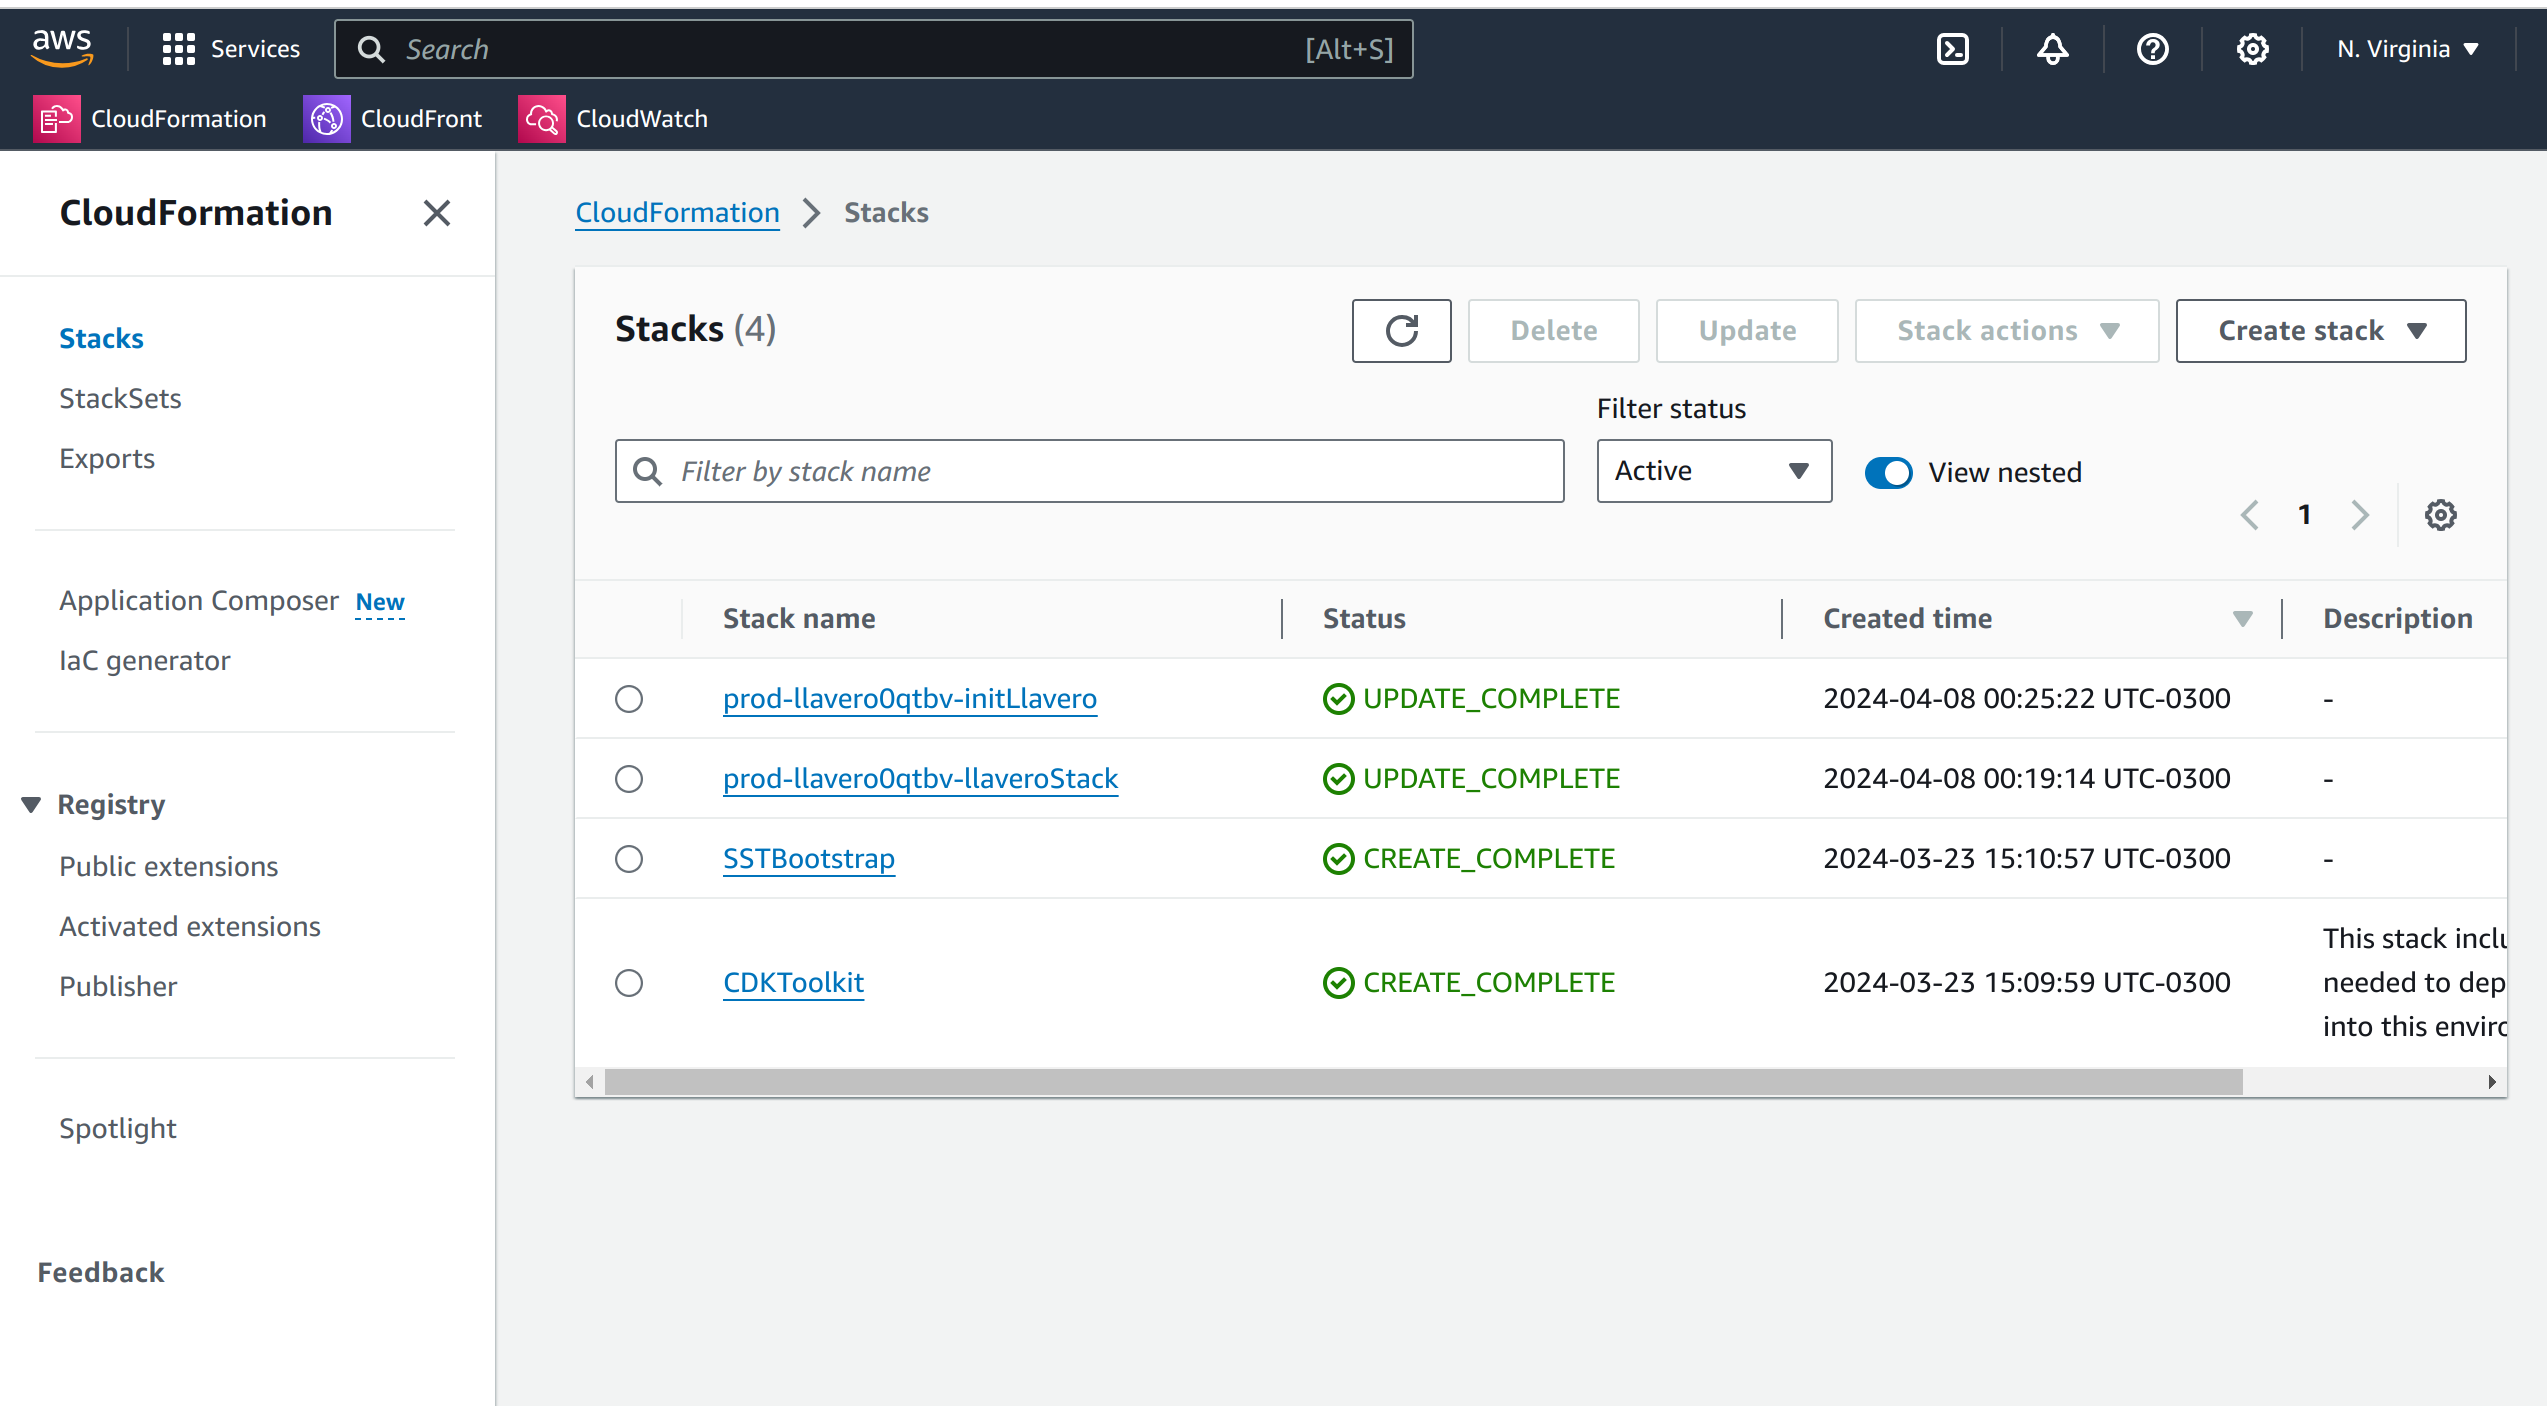 aws
Services
Search
[Alt+S]
N. Virginia
CloudFormation
CloudFront
CloudWatch
CloudFormation
Stacks
StackSets
Exports
Application Composer New
IaC generator
Registry
Public extensions
Activated extensions
Publisher
Spotlight
Feedback
CloudFormation > Stacks
Stacks (4)
Delete
Update
Stack actions
Create stack
Filter by stack name
Filter status
Active
View nested
1
Stack name
Status
Created time
Description
prod-llavero0qtbv-initLlavero
UPDATE_COMPLETE
2024-04-08 00:25:22 UTC-0300
-
prod-llavero0qtbv-llaveroStack
UPDATE_COMPLETE
2024-04-08 00:19:14 UTC-0300
-
SSTBootstrap
CREATE_COMPLETE
2024-03-23 15:10:57 UTC-0300
-
CDKToolkit
CREATE_COMPLETE
2024-03-23 15:09:59 UTC-0300
This stack inclu
needed to dep
into this enviro